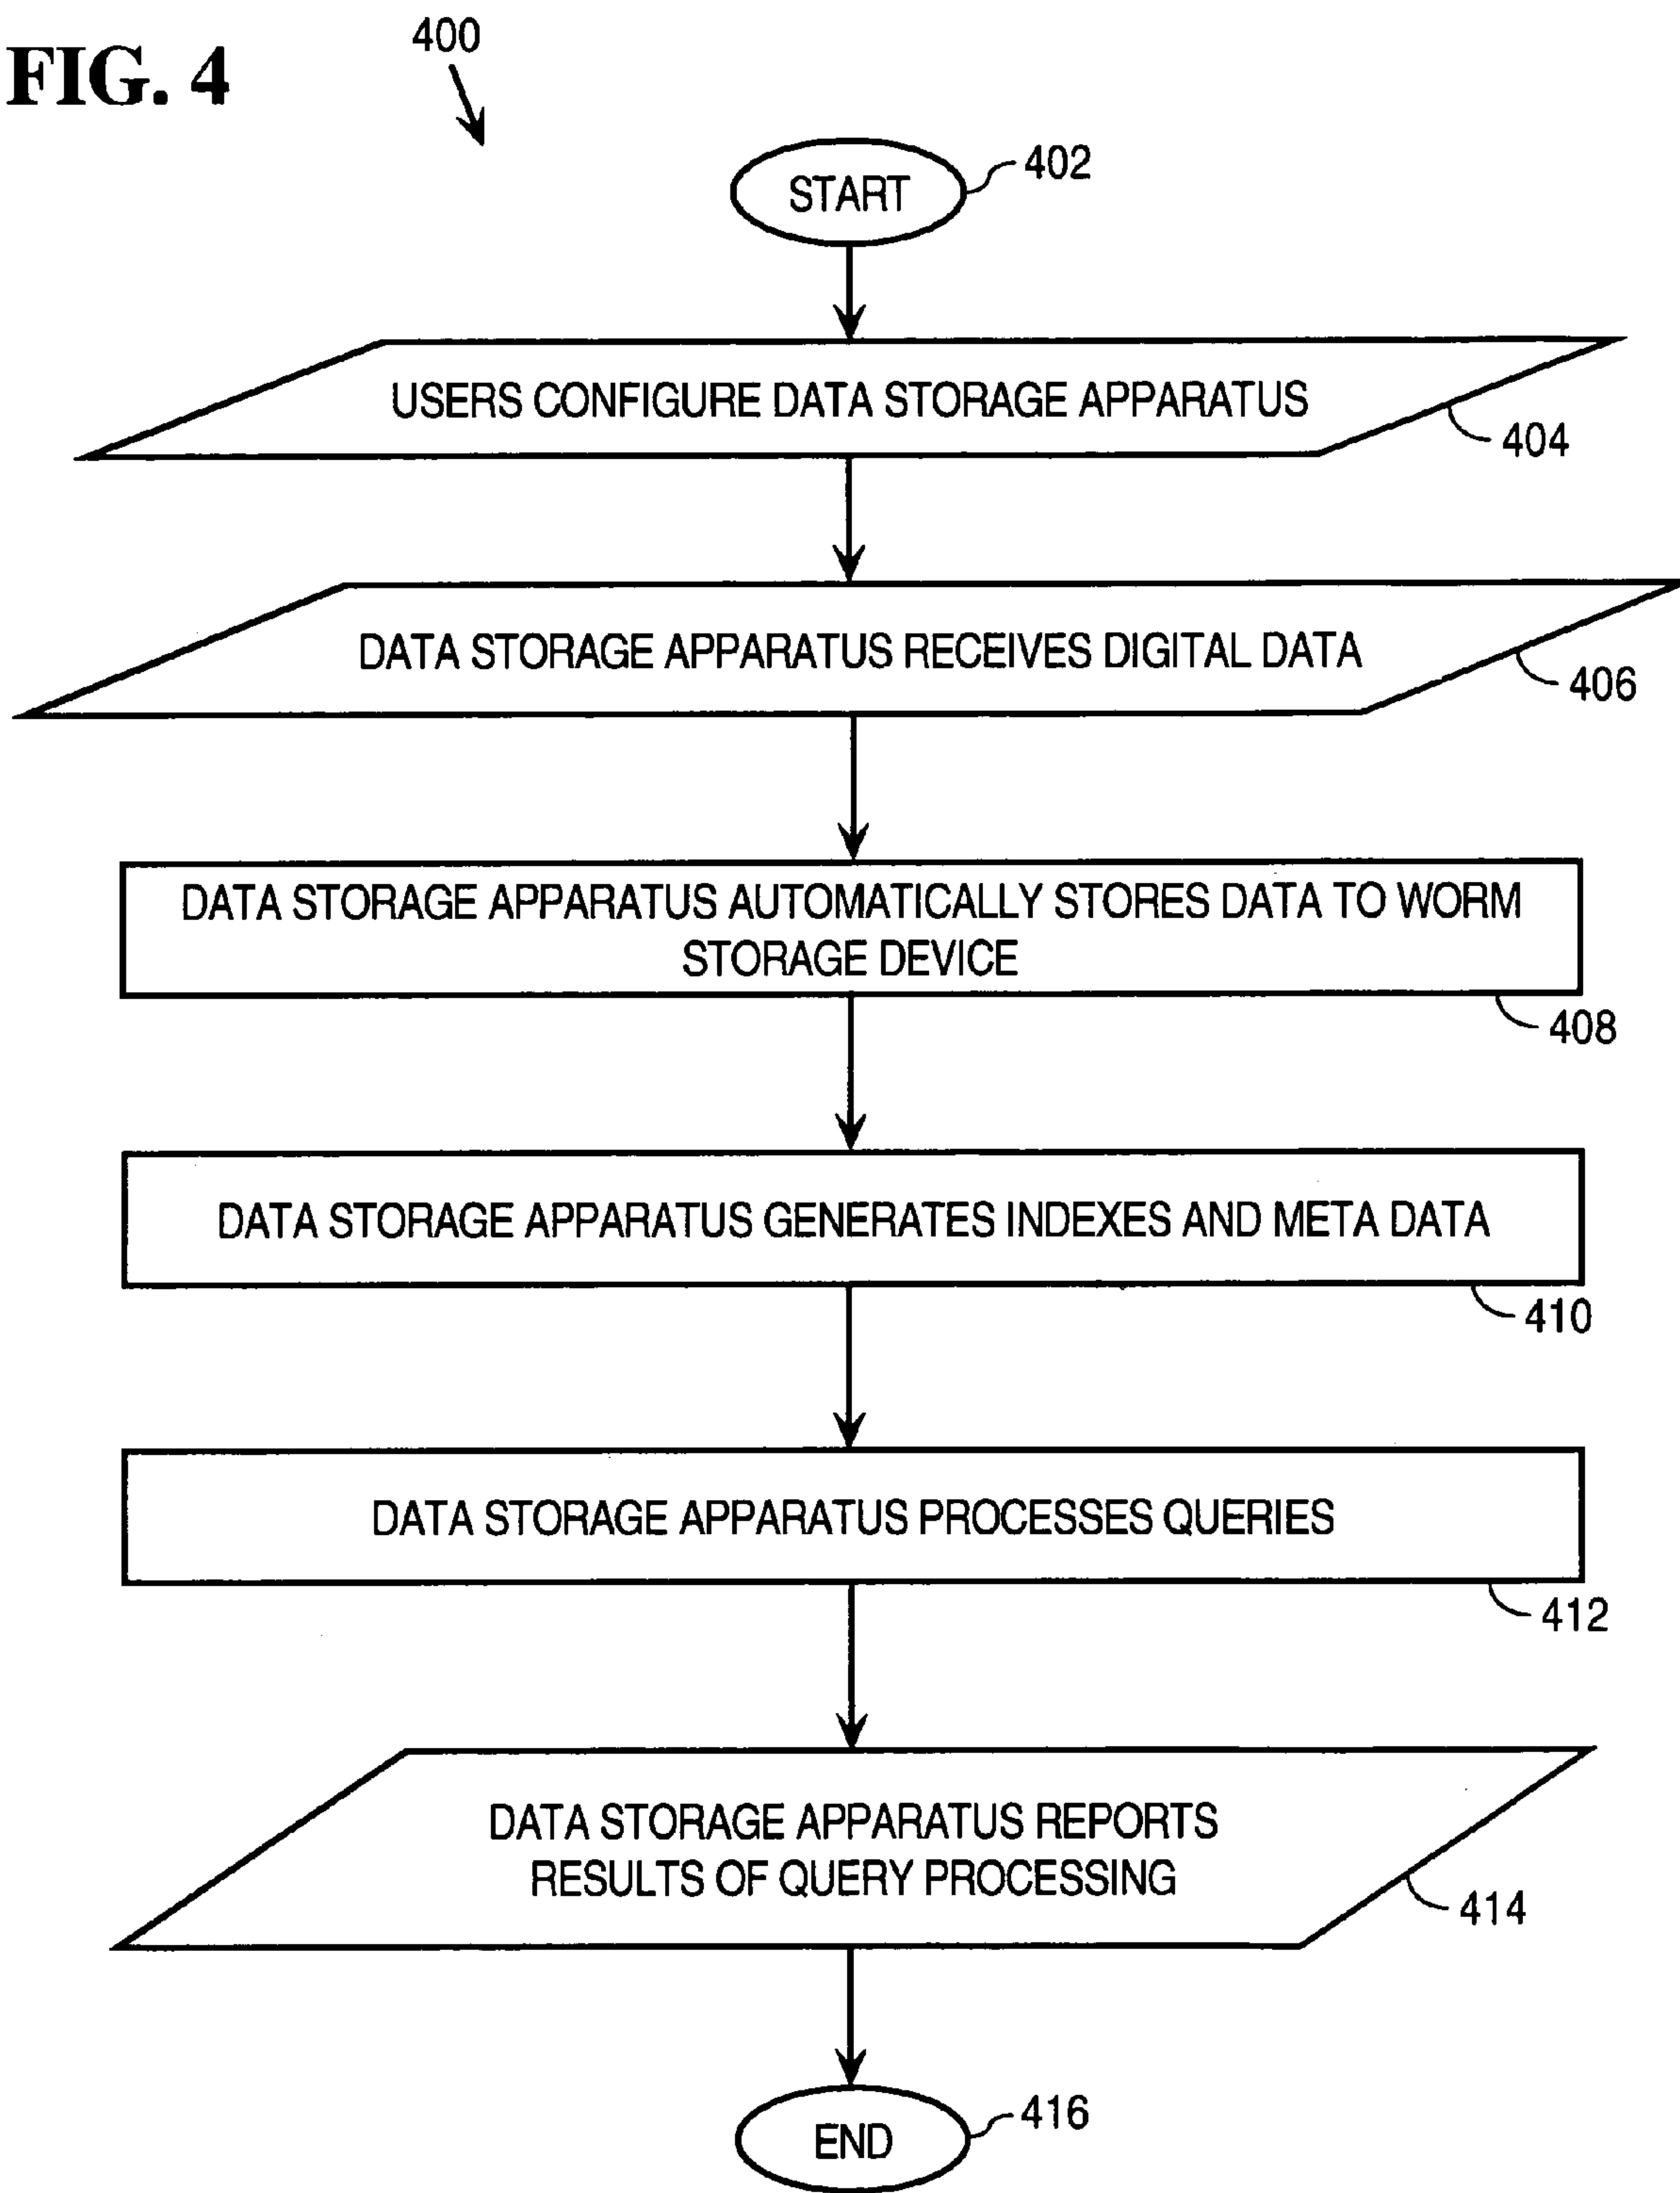 FIG. 4
400
START
402
USERS CONFIGURE DATA STORAGE APPARATUS
404
DATA STORAGE APPARATUS RECEIVES DIGITAL DATA
406
DATA STORAGE APPARATUS AUTOMATICALLY STORES DATA TO WORM
STORAGE DEVICE
408
DATA STORAGE APPARATUS GENERATES INDEXES AND META DATA
410
DATA STORAGE APPARATUS PROCESSES QUERIES
412
DATA STORAGE APPARATUS REPORTS
RESULTS OF QUERY PROCESSING
414
END
416